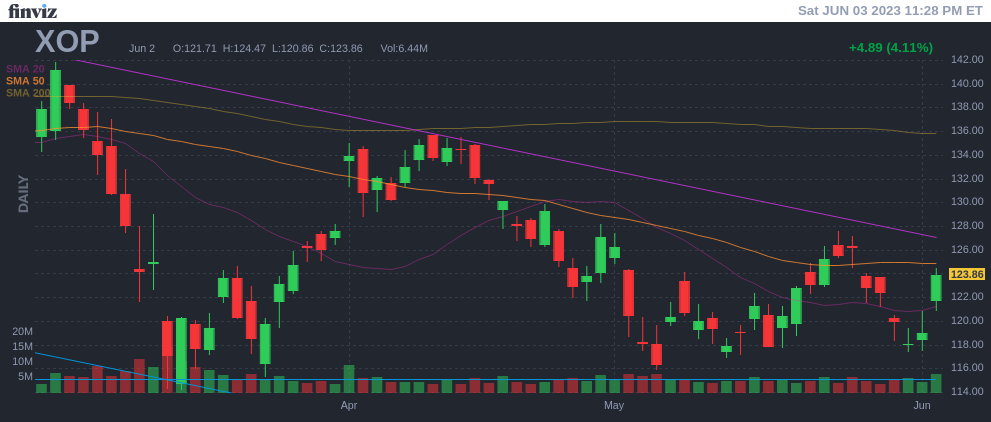 finviz Sat JUN 03 2023 11:28 PM ET
XOP Jun 2 O:121.71 H:124.47 L:120.86 C:123.86 Vol:6.44M +4.89 (4.11%)
SMA 20
SMA 50
SMA 200
DAILY
142.00
140.00
138.00
136.00
134.00
132.00
130.00
128.00
126.00
123.86
122.00
120.00
118.00
116.00
114.00
20M
15M
10M
5M
Apr May Jun